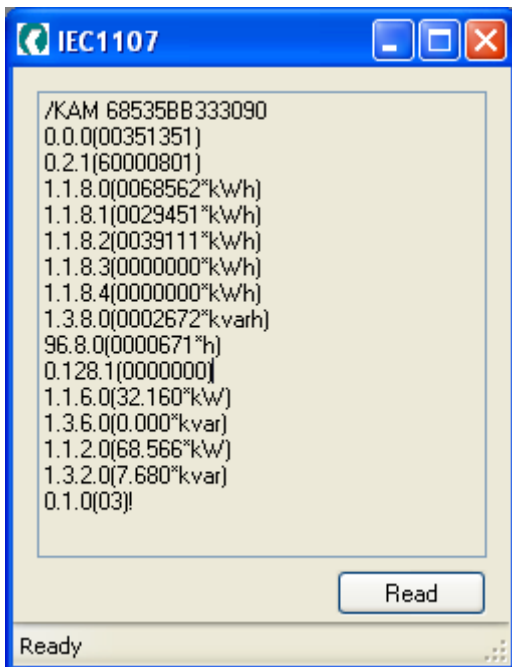 IEC1107
/KAM 68535BB333090
0.0.0(00351351)
0.2.1(60000801)
1.1.8.0(0068562*kWh)
1.1.8.1(0029451*kWh)
1.1.8.2(0039111*kWh)
1.1.8.3(0000000*kWh)
1.1.8.4(0000000*kWh)
1.3.8.0(0002672*kvarh)
96.8.0(0000671*h)
0.128.1(0000000)
1.1.6.0(32.160*kW)
1.3.6.0(0.000*kvar)
1.1.2.0(68.566*kW)
1.3.2.0(7.680*kvar)
0.1.0(03)!
Read
Ready